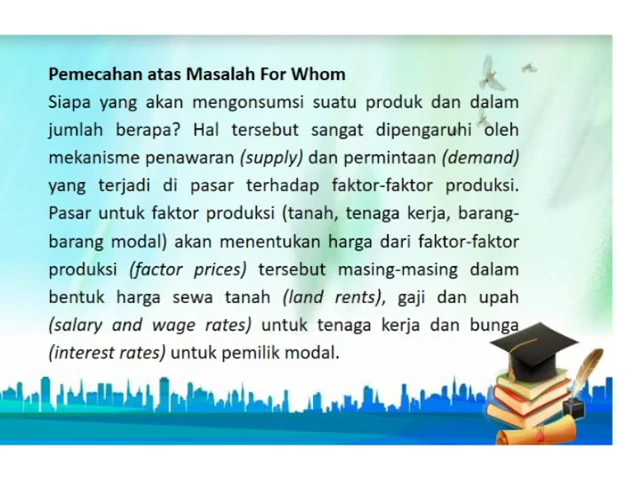 Pemecahan atas Masalah For Whom
Siapa yang akan mengonsumsi suatu produk dan dalam
jumlah berapa? Hal tersebut sangat dipengaruhi oleh
mekanisme penawaran (supply) dan permintaan (demand)
yang terjadi di pasar terhadap faktor-faktor produksi.
Pasar untuk faktor produksi (tanah, tenaga kerja, barang-
barang modal) akan menentukan harga dari faktor-faktor
produksi (factor prices) tersebut masing-masing dalam
bentuk harga sewa tanah (land rents), gaji dan upah
(salary and wage rates) untuk tenaga kerja dan bunga
(interest rates) untuk pemilik modal.